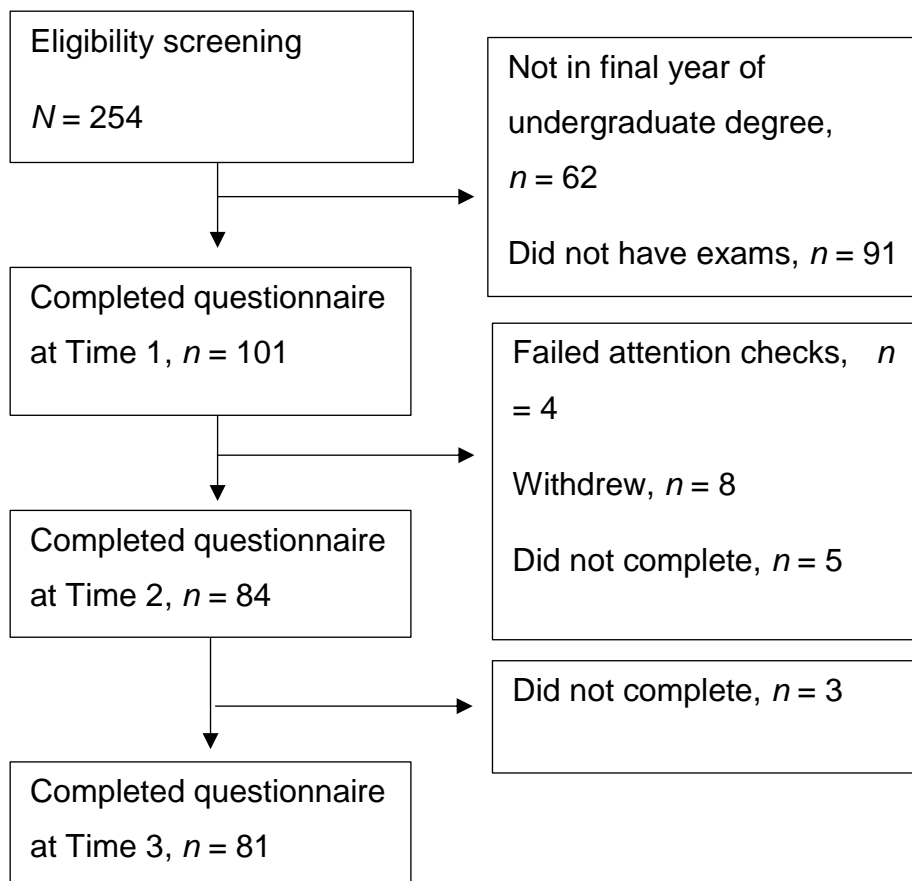 Eligibility screening
N = 254
Not in final year of
undergraduate degree,
n = 62
Did not have exams, n = 91
Completed questionnaire
at Time 1, n = 101
Failed attention checks, n
= 4
Withdrew, n = 8
Did not complete, n = 5
Completed questionnaire
at Time 2, n = 84
Did not complete, n = 3
Completed questionnaire
at Time 3, n = 81